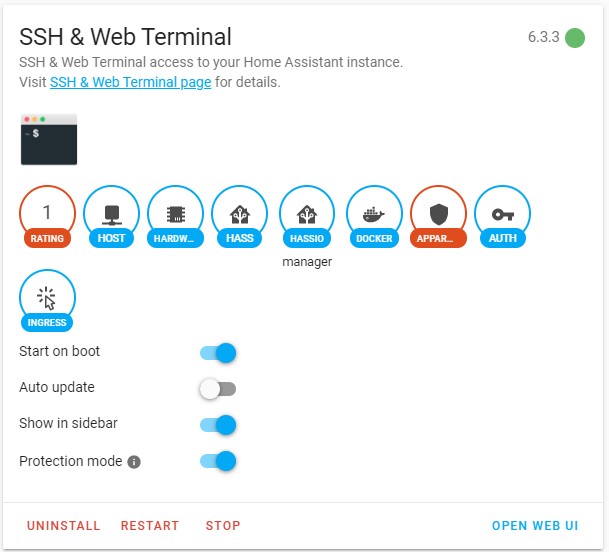 SSH & Web Terminal
6.3.3
SSH & Web Terminal access to your Home Assistant instance.
Visit SSH & Web Terminal page for details.
~ $
1
RATING
HOST
HARDW...
HASS
HASSIO
DOCKER
APPAR...
AUTH
manager
INGRESS
Start on boot
Auto update
Show in sidebar
Protection mode
UNINSTALL
RESTART
STOP
OPEN WEB UI